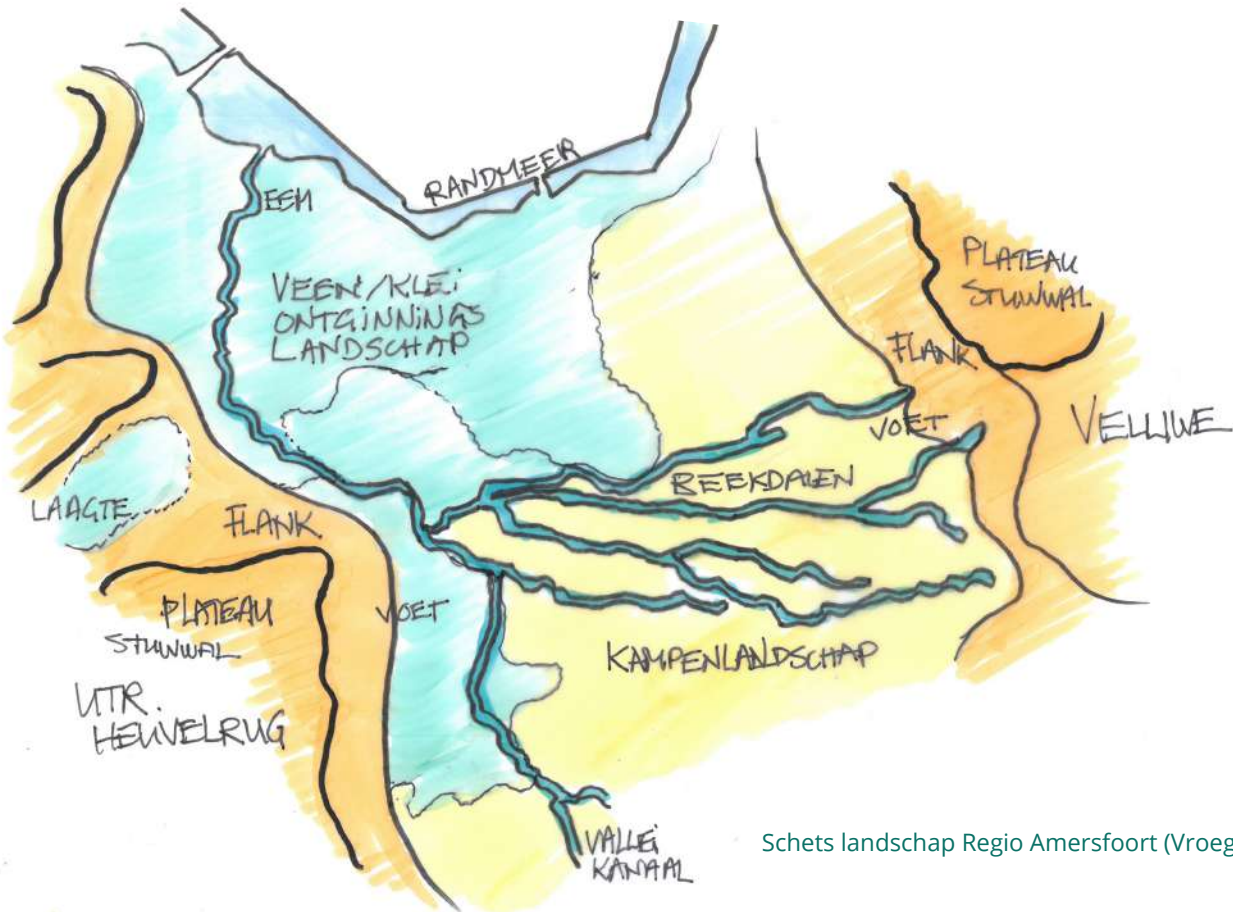 RANDMEER
EEM
VEEN/KLEI
ONTGINNINGS
LANDSCHAP
PLATEAU
STUWWAL
FLANK
VOET
VELUWE
BEEKDALEN
LAAGTE
FLANK
PLATEAU
STUWWAL
VOET
KAMPENLANDSCHAP
UTR.
HEUVELRUG
VALLEI
KANAAL
Schets landschap Regio Amersfoort (Vroeg